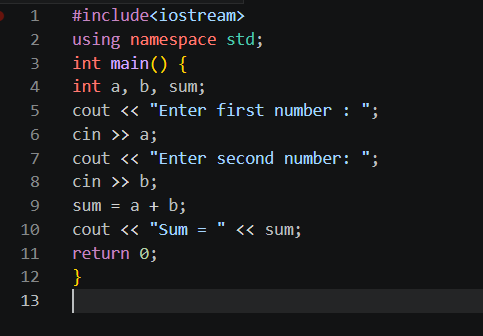 1 #include<iostream>
2 using namespace std;
3 int main() {
4 int a, b, sum;
5 cout << "Enter first number : ";
6 cin >> a;
7 cout << "Enter second number: ";
8 cin >> b;
9 sum = a + b;
10 cout << "Sum = " << sum;
11 return 0;
12 }
13